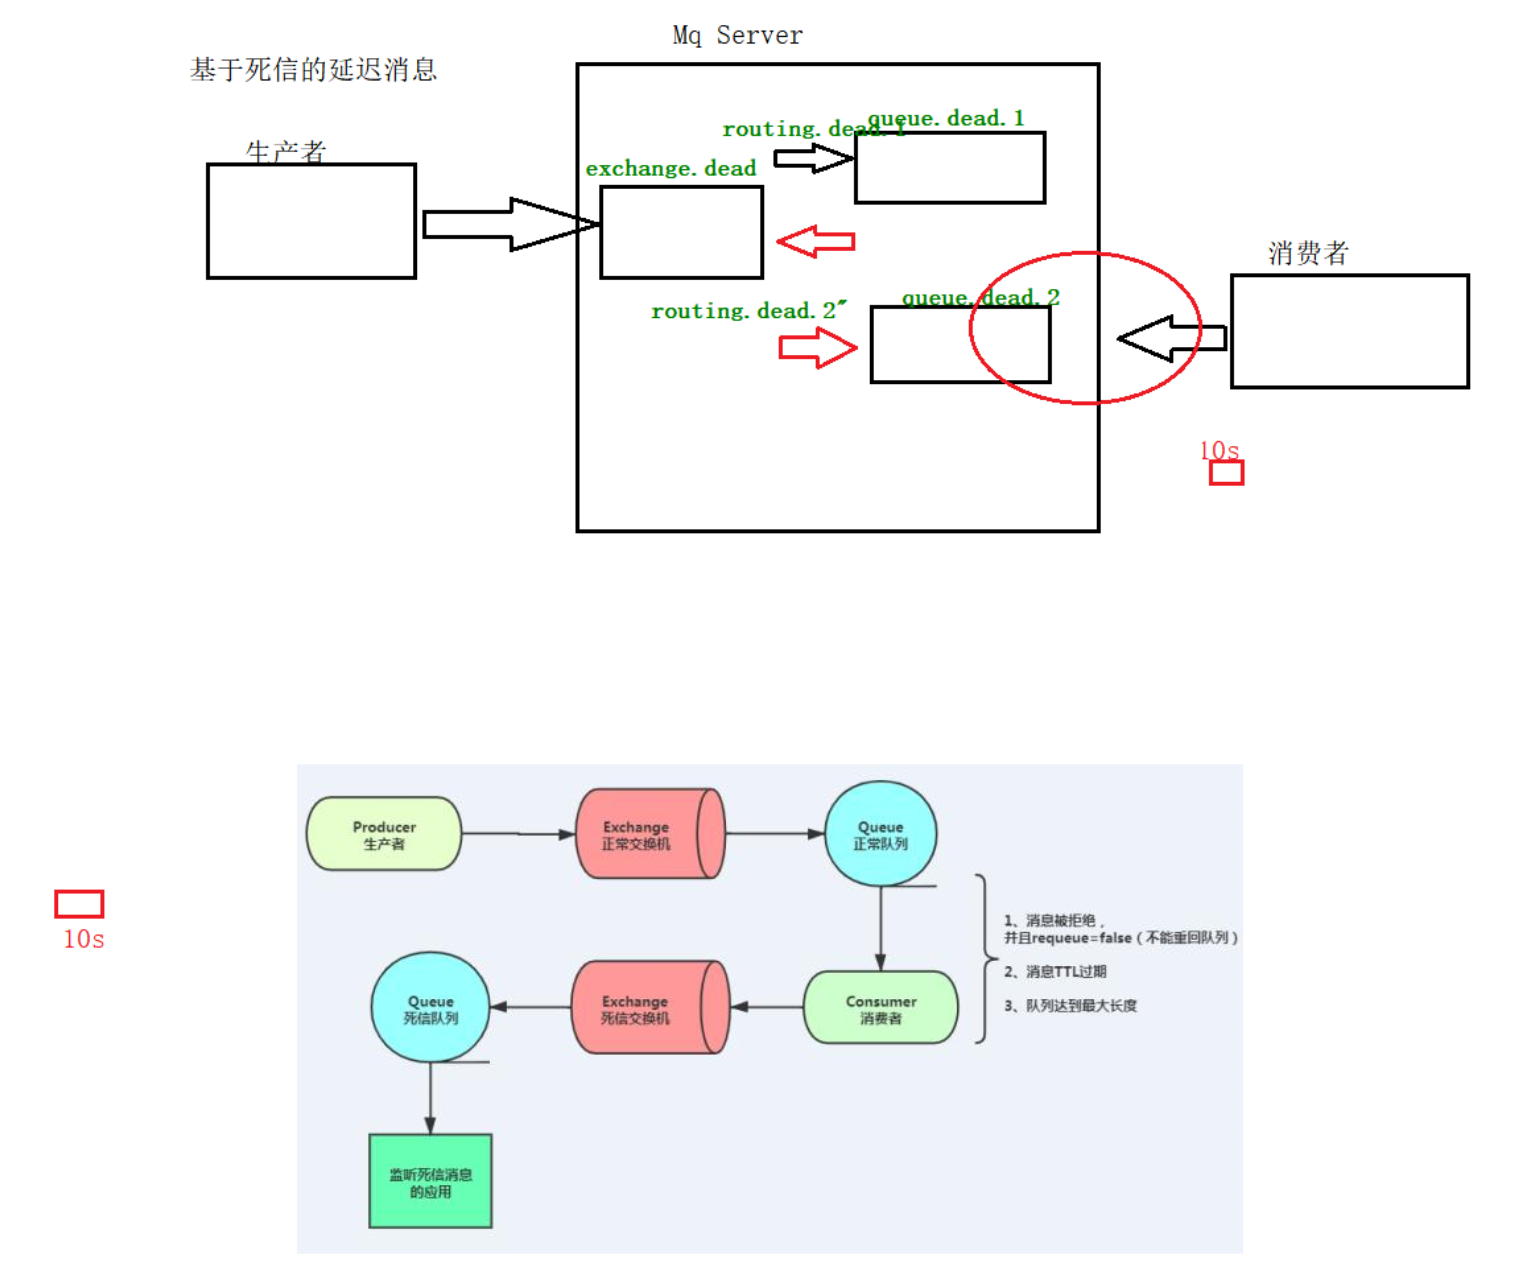 Mq Server
基于死信的延迟消息
queue.dead.1
routing.dead.1
生产者
exchange.dead
消费者
queue.dead.2
routing.dead.2"
10s
Producer
生产者
Exchange
正常交换机
Queue
正常队列
1、消息被拒绝，
并且requeue=false（不能重回队列）
2、消息TTL过期
3、队列达到最大长度
10s
Queue
死信队列
Exchange
死信交换机
Consumer
消费者
监听死信消息
的应用